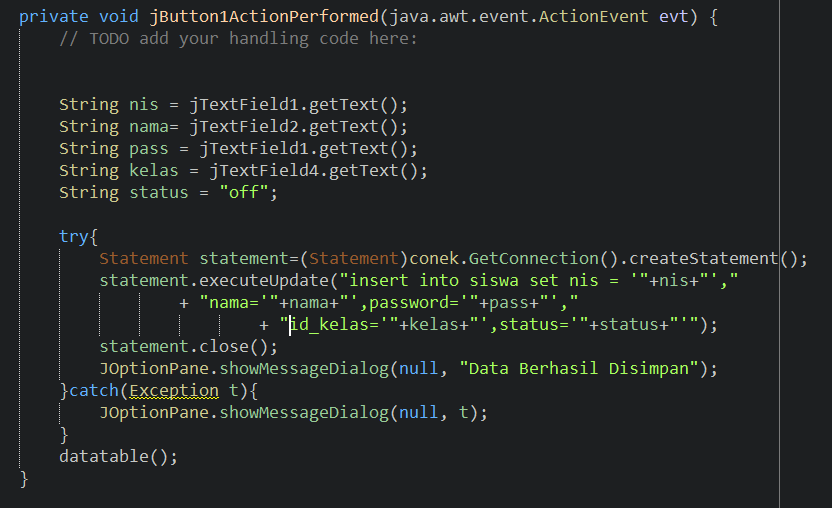 private void jButton1ActionPerformed(java.awt.event.ActionEvent evt) {
// TODO add your handling code here:
String nis = jTextField1.getText();
String nama= jTextField2.getText();
String pass = jTextField1.getText();
String kelas = jTextField4.getText();
String status = "off";
try{
Statement statement=(Statement)conek.GetConnection().createStatement();
statement.executeUpdate("insert into siswa set nis = '"+nis+"',"
+ "nama='"+nama+"',password='"+pass+"',"
+ "id_kelas='"+kelas+"',status='"+status+"'");
statement.close();
JOptionPane.showMessageDialog(null, "Data Berhasil Disimpan");
}catch(Exception t){
JOptionPane.showMessageDialog(null, t);
}
datatable();
}